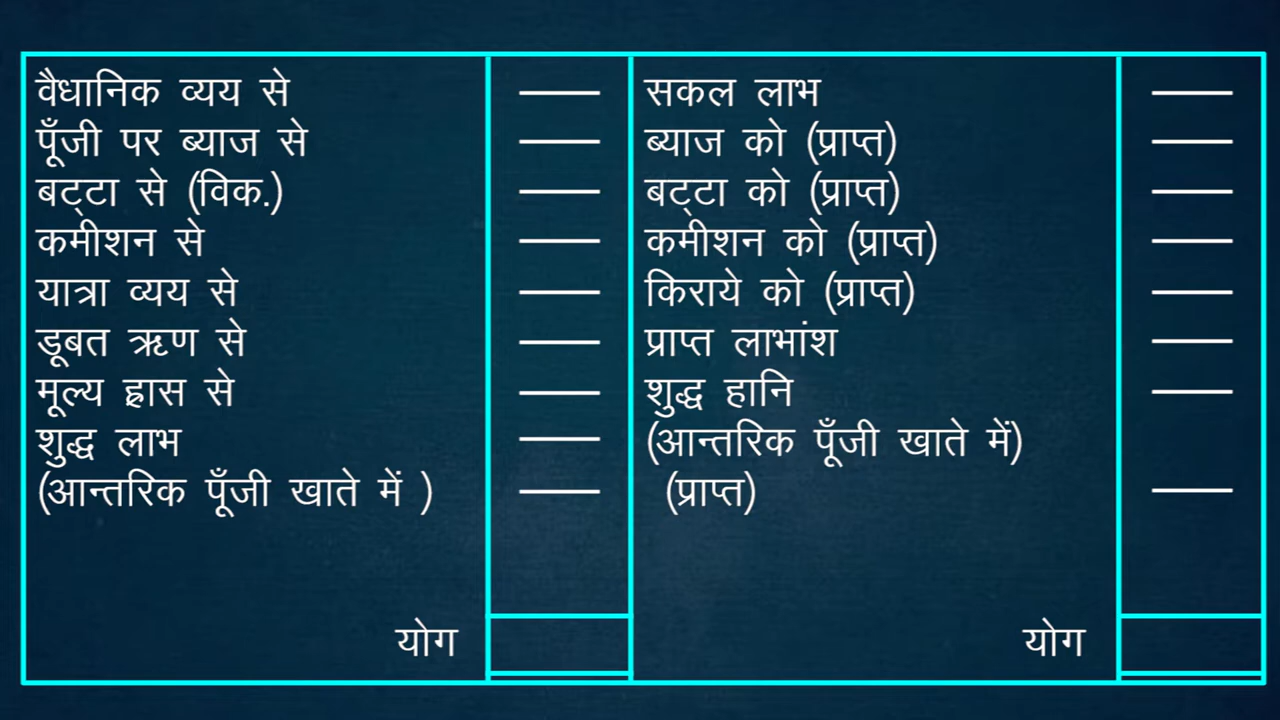 वैधानिक व्यय से
पूँजी पर ब्याज से
बट्टा से (विक.)
कमीशन से
यात्रा व्यय से
डूबत ऋण से
मूल्य ह्रास से
शुद्ध लाभ
(आन्तरिक पूँजी खाते में )
योग
सकल लाभ
ब्याज को (प्राप्त)
बट्टा को (प्राप्त)
कमीशन को (प्राप्त)
किराये को (प्राप्त)
प्राप्त लाभांश
शुद्ध हानि
(आन्तरिक पूँजी खाते में)
(प्राप्त)
योग